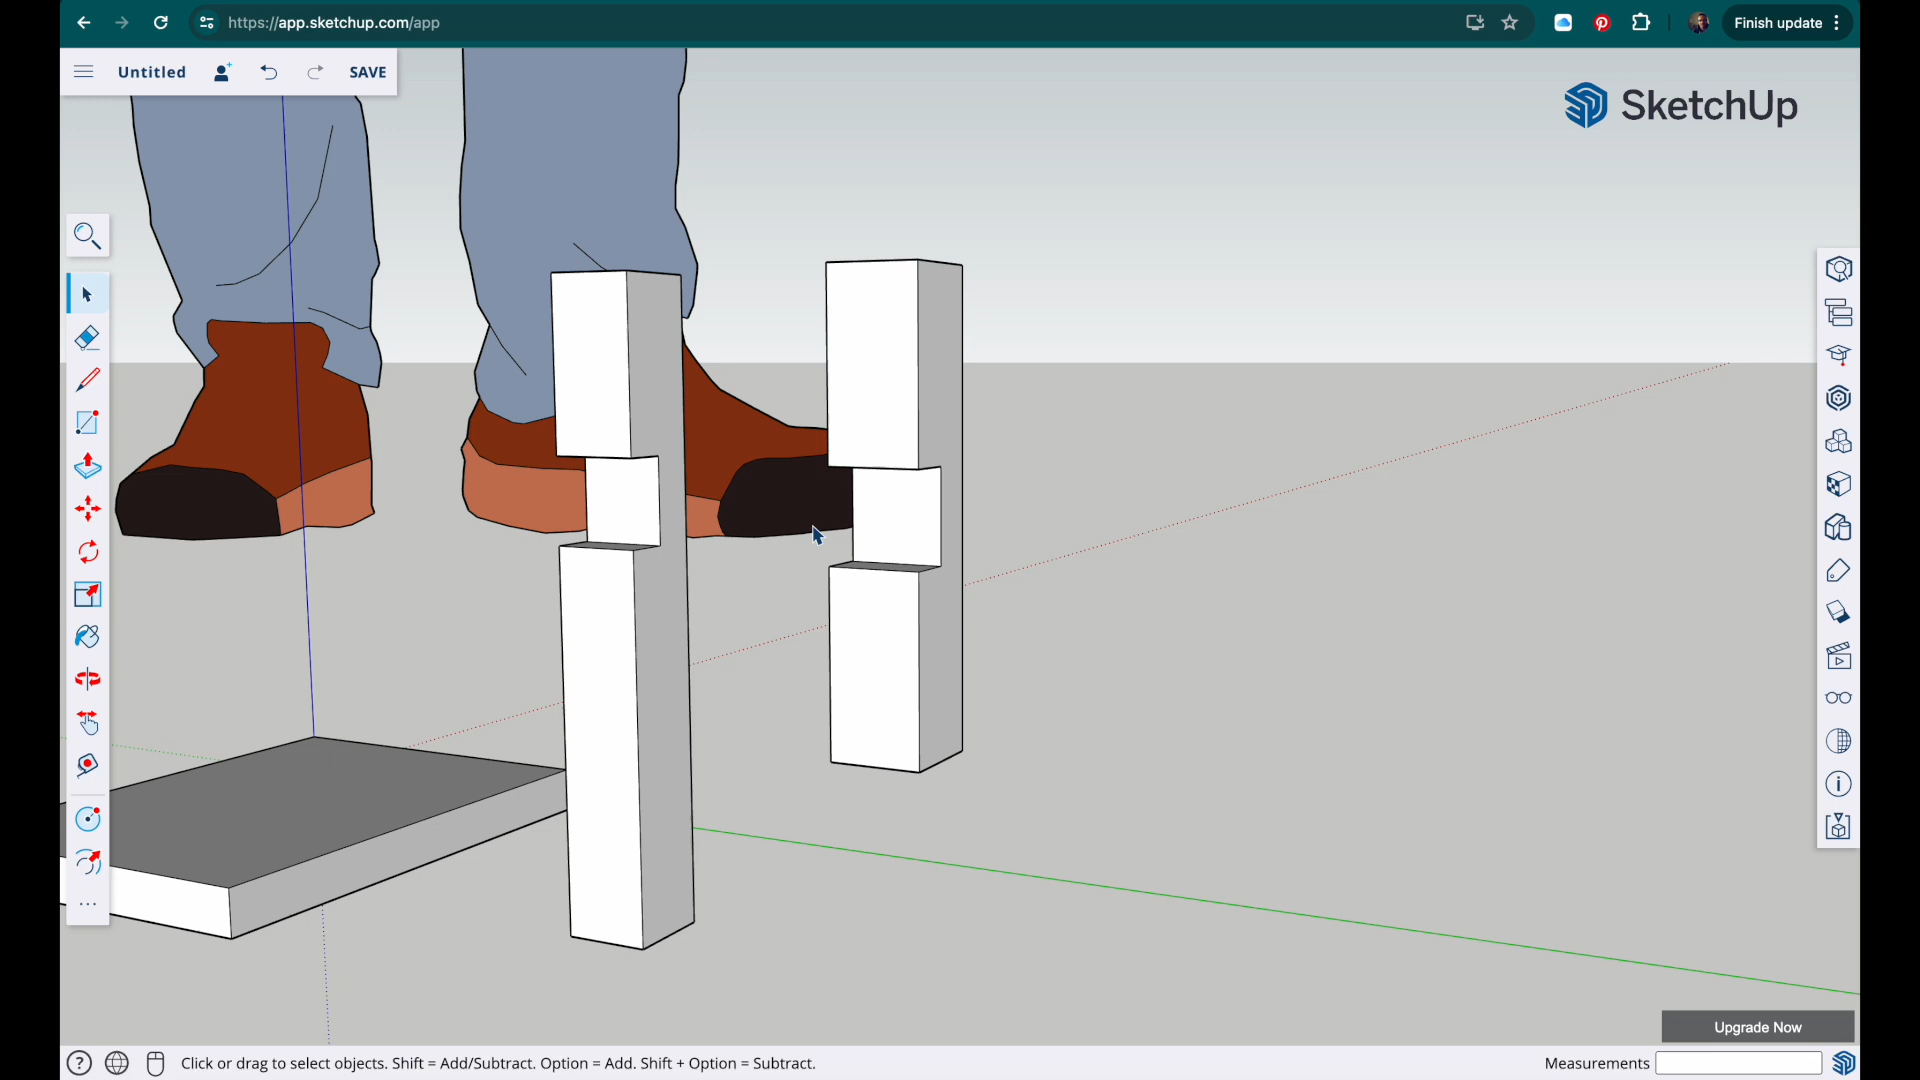 https://app.sketchup.com/app
Finish update
Untitled
SAVE
SketchUp
Upgrade Now
Click or drag to select objects. Shift = Add/Subtract. Option = Add. Shift + Option = Subtract.
Measurements